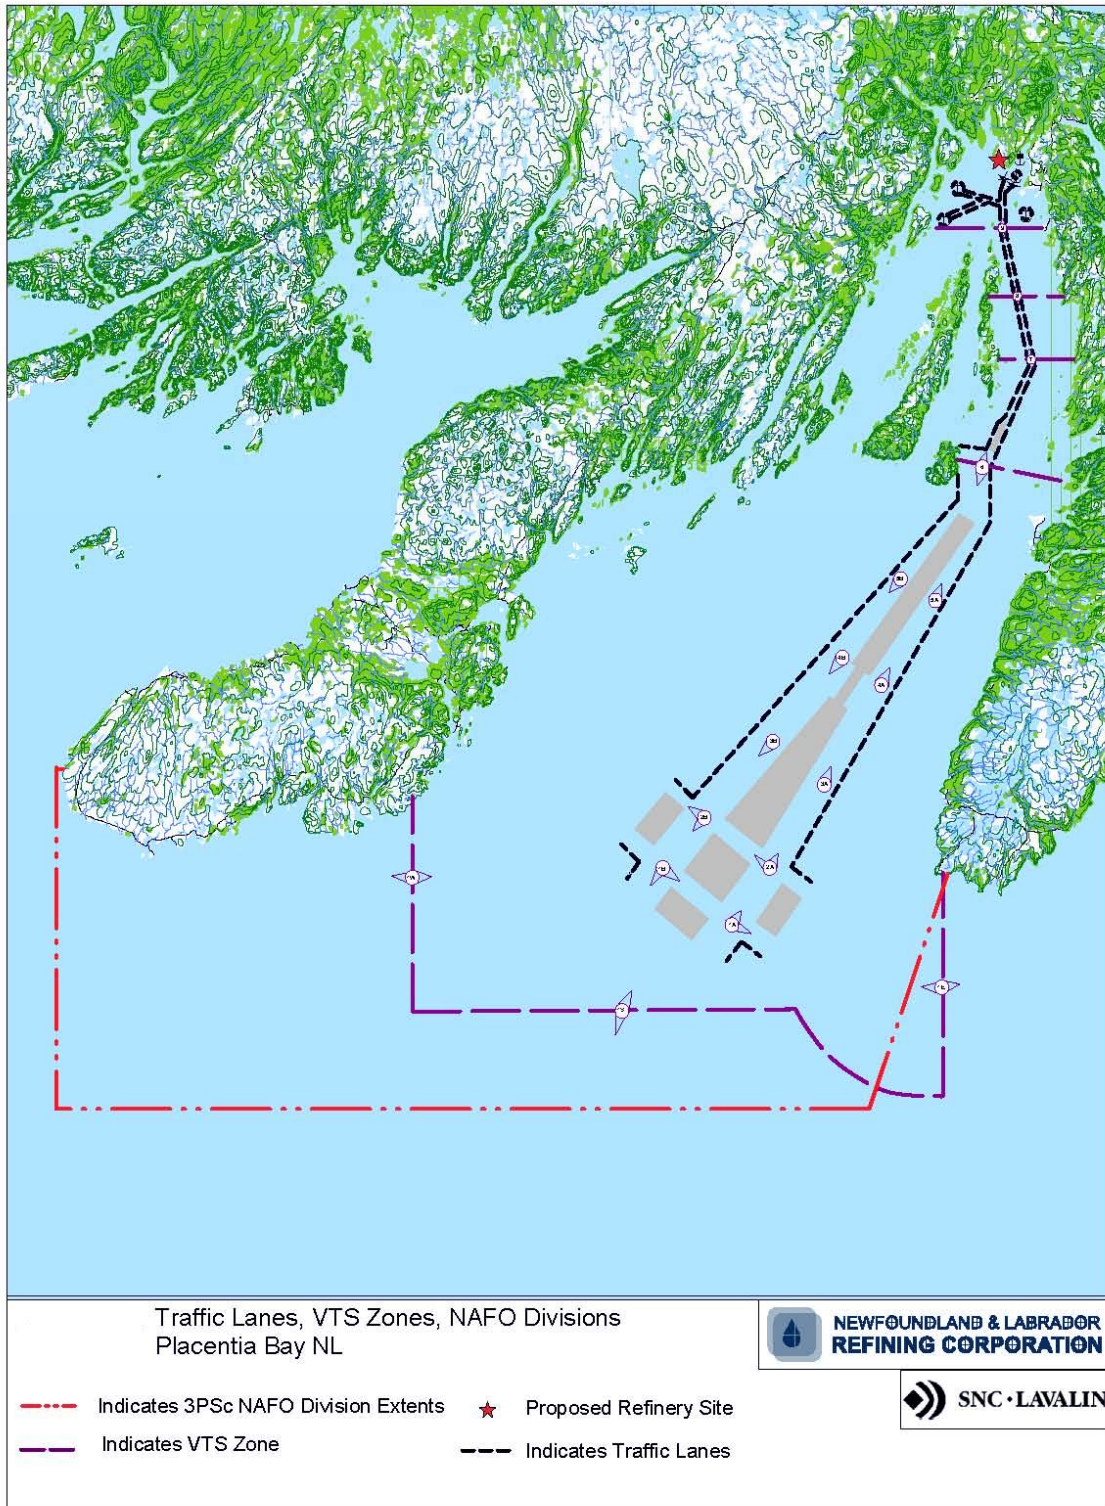 Traffic Lanes, VTS Zones, NAFO Divisions
Placentia Bay NL
NEWFOUNDLAND & LABRADOR
REFINING CORPORATION
SNC·LAVALIN
Indicates 3PSc NAFO Division Extents
Proposed Refinery Site
Indicates VTS Zone
Indicates Traffic Lanes